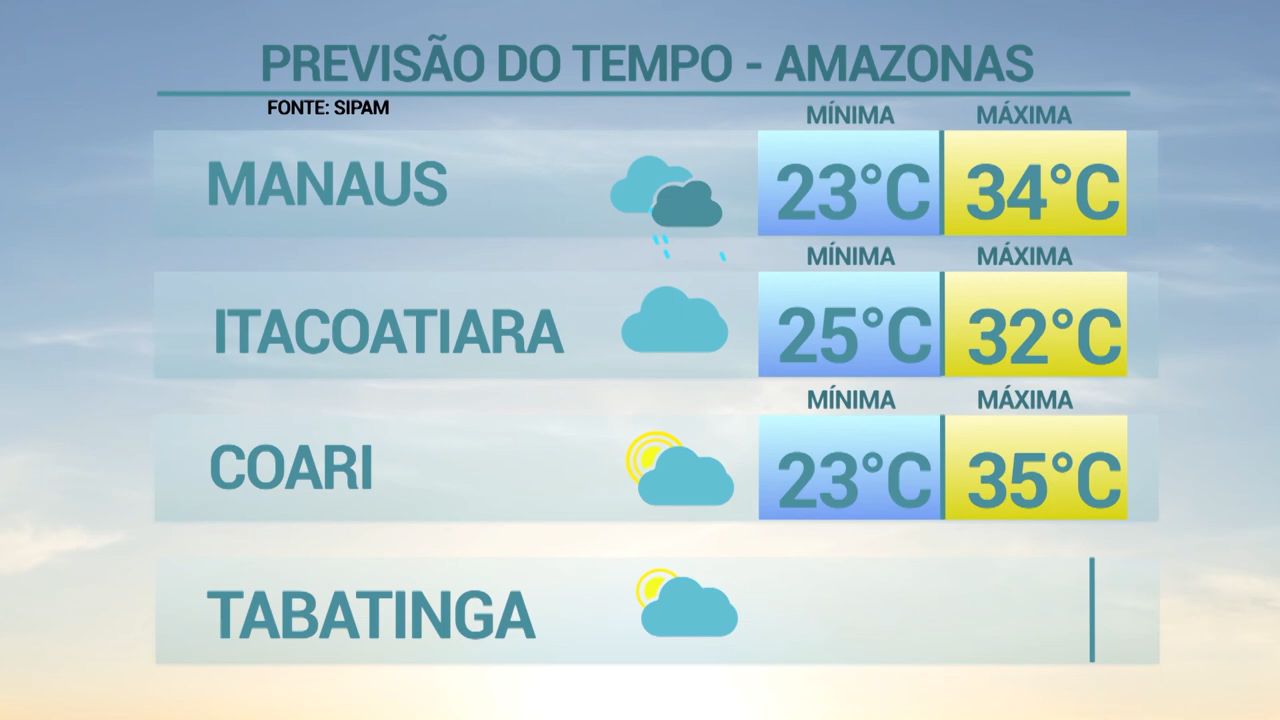 PREVISÃO DO TEMPO - AMAZONAS
FONTE: SIPAM
MÍNIMA MÁXIMA
MANAUS 23°C 34°C
MÍNIMA MÁXIMA
ITACOATIARA 25°C 32°C
MÍNIMA MÁXIMA
COARI 23°C 35°C
TABATINGA